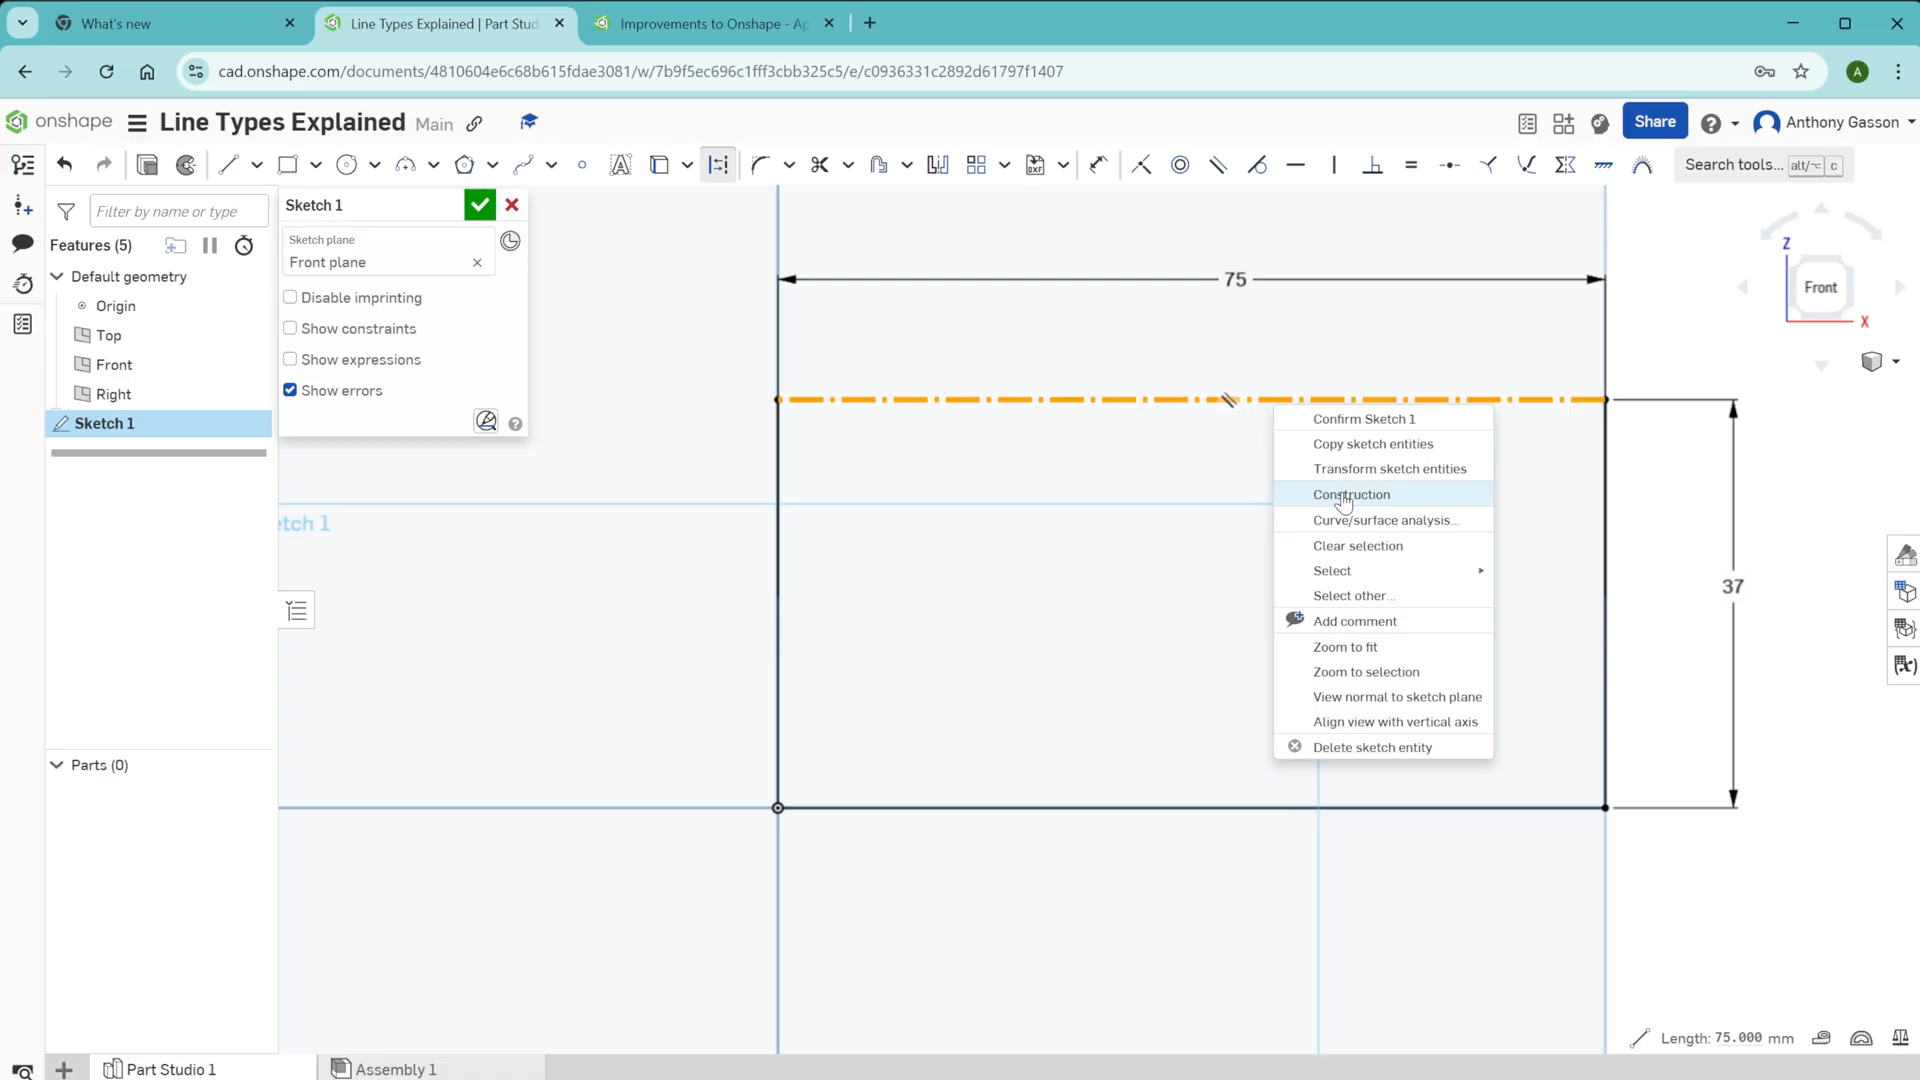 What's new
Line Types Explained | Part Stud
Improvements to Onshape - Ap
cad.onshape.com/documents/4810604e6c68b615fdae3081/w/7b9f5ec696c1fff3cbb325c5/e/c0936331c2892d61797f1407
A
onshape
Line Types Explained
Main
Share
Anthony Gasson
DXF
Search tools... alt/⌥ c
Filter by name or type
Features (5)
Default geometry
Origin
Top
Front
Right
Sketch 1
Sketch 1
Sketch plane
Front plane
Disable imprinting
Show constraints
Show expressions
Show errors
75
37
etch 1
Confirm Sketch 1
Copy sketch entities
Transform sketch entities
Construction
Curve/surface analysis...
Clear selection
Select
Select other...
Add comment
Zoom to fit
Zoom to selection
View normal to sketch plane
Align view with vertical axis
Delete sketch entity
Z
Front
X
Parts (0)
Length: 75.000 mm
Part Studio 1
Assembly 1